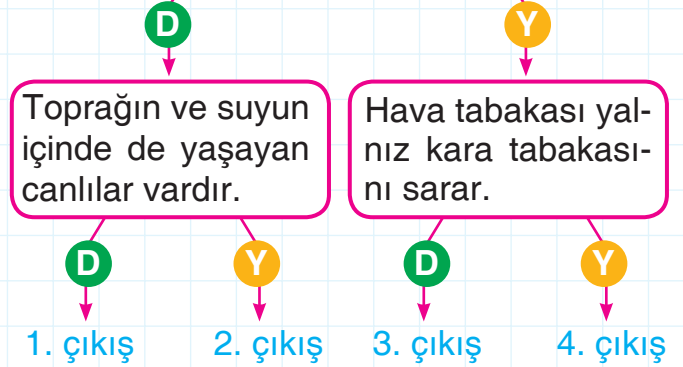 D
Y
Toprağın ve suyun
içinde de yaşayan
canlılar vardır.
Hava tabakası yal-
nız kara tabakası-
nı sarar.
D
Y
D
Y
1. çıkış
2. çıkış
3. çıkış
4. çıkış